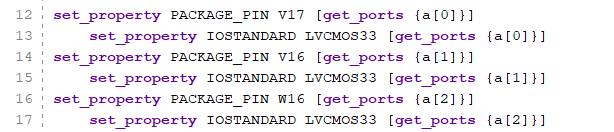 12 set_property PACKAGE_PIN V17 [get_ports {a[0]}]
13 set_property IOSTANDARD LVCMOS33 [get_ports {a[0]}]
14 set_property PACKAGE_PIN V16 [get_ports {a[1]}]
15 set_property IOSTANDARD LVCMOS33 [get_ports {a[1]}]
16 set_property PACKAGE_PIN W16 [get_ports {a[2]}]
17 set_property IOSTANDARD LVCMOS33 [get_ports {a[2]}]